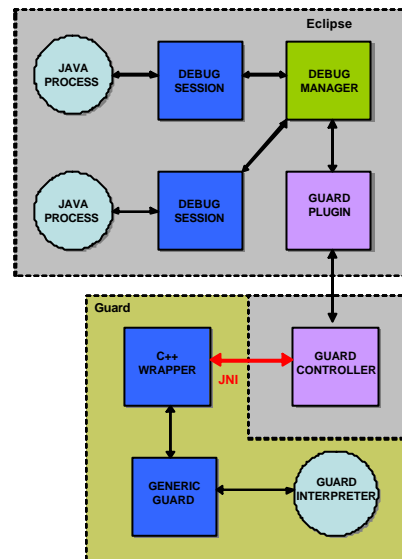 Eclipse
JAVA
PROCESS
DEBUG
SESSION
DEBUG
MANAGER
JAVA
PROCESS
DEBUG
SESSION
GUARD
PLUGIN
Guard
C++
WRAPPER
JNI
GUARD
CONTROLLER
GENERIC
GUARD
GUARD
INTERPRETER